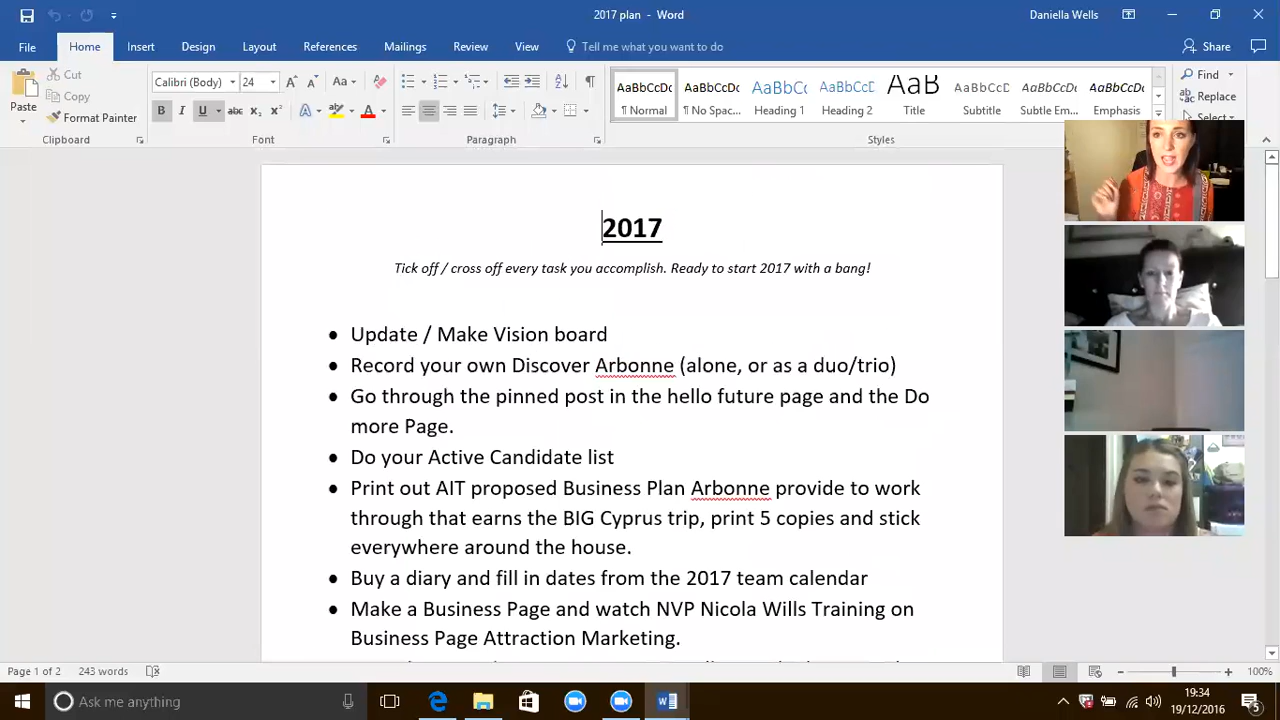 2017 plan - Word
Daniella Wells
File Home Insert Design Layout References Mailings Review View Tell me what you want to do Share
Paste
Cut
Copy
Format Painter
Clipboard
Calibri (Body) 24
Font
Paragraph
AaBbCcDc AaBbCcDc AaBbCc AaBbCcD AaB AaBbCcD AaBbCcDc AaBbCcDc
¶ Normal ¶ No Spac... Heading 1 Heading 2 Title Subtitle Subtle Em... Emphasis
Styles
Find
Replace
Select
2017
Tick off / cross off every task you accomplish. Ready to start 2017 with a bang!
• Update / Make Vision board
• Record your own Discover Arbonne (alone, or as a duo/trio)
• Go through the pinned post in the hello future page and the Do
more Page.
• Do your Active Candidate list
• Print out AIT proposed Business Plan Arbonne provide to work
through that earns the BIG Cyprus trip, print 5 copies and stick
everywhere around the house.
• Buy a diary and fill in dates from the 2017 team calendar
• Make a Business Page and watch NVP Nicola Wills Training on
Business Page Attraction Marketing.
Page 1 of 2 243 words 100%
Ask me anything
19:34
19/12/2016
5